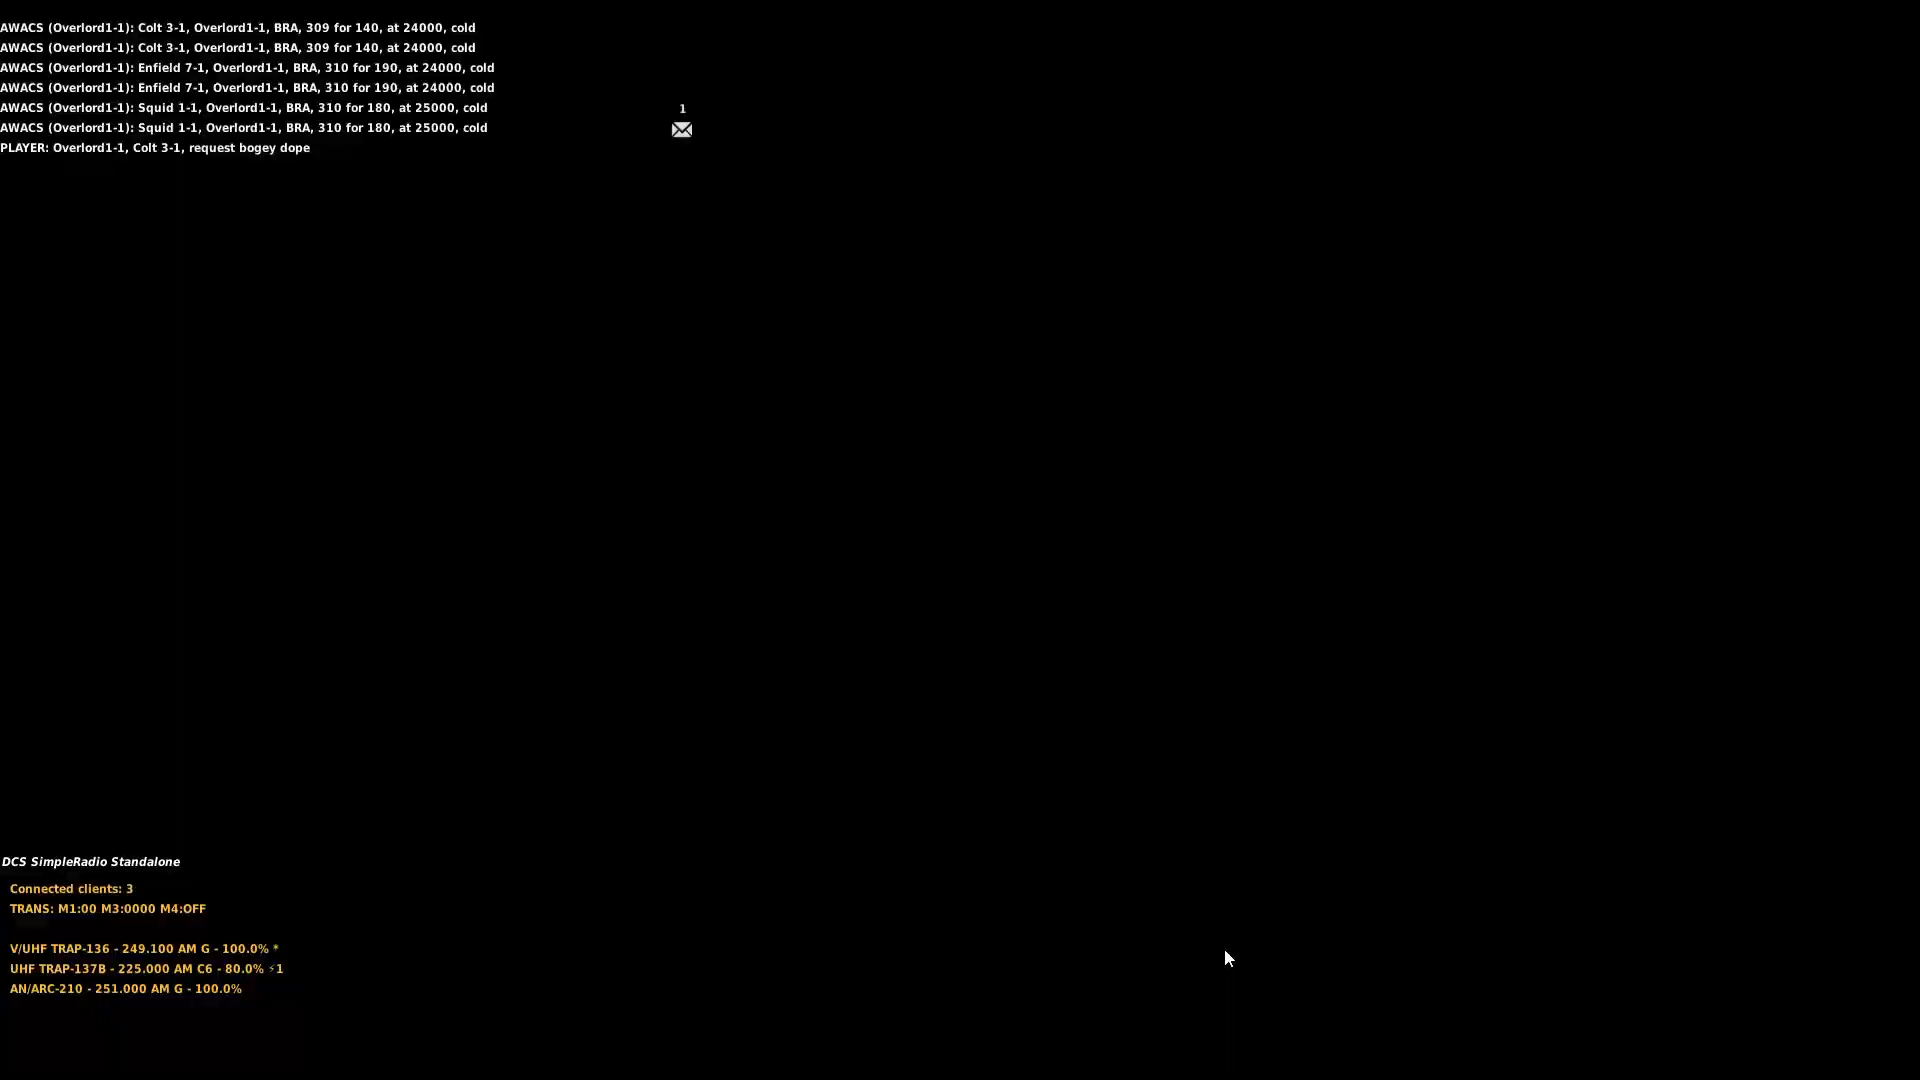 AWACS (Overlord1-1): Colt 3-1, Overlord1-1, BRA, 309 for 140, at 24000, cold
AWACS (Overlord1-1): Colt 3-1, Overlord1-1, BRA, 309 for 140, at 24000, cold
AWACS (Overlord1-1): Enfield 7-1, Overlord1-1, BRA, 310 for 190, at 24000, cold
AWACS (Overlord1-1): Enfield 7-1, Overlord1-1, BRA, 310 for 190, at 24000, cold
AWACS (Overlord1-1): Squid 1-1, Overlord1-1, BRA, 310 for 180, at 25000, cold
1
AWACS (Overlord1-1): Squid 1-1, Overlord1-1, BRA, 310 for 180, at 25000, cold
PLAYER: Overlord1-1, Colt 3-1, request bogey dope
DCS SimpleRadio Standalone
Connected clients: 3
TRANS: M1:00 M3:0000 M4:OFF
V/UHF TRAP-136 - 249.100 AM G - 100.0% *
UHF TRAP-137B - 225.000 AM C6 - 80.0% ⚡1
AN/ARC-210 - 251.000 AM G - 100.0%